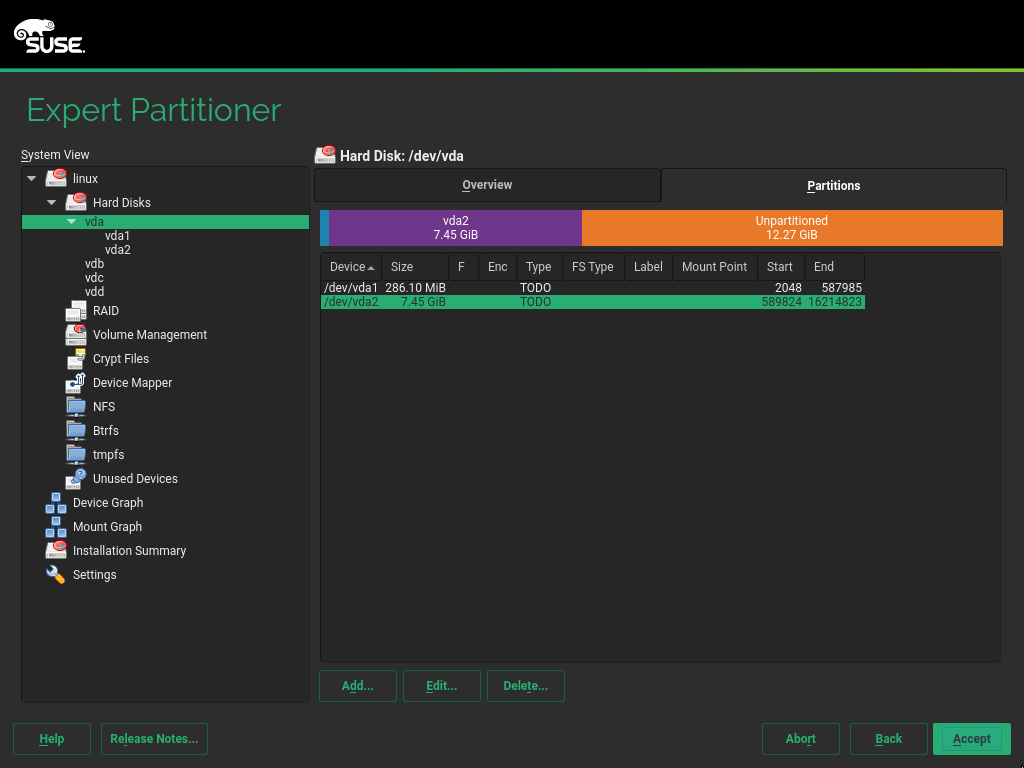 SUSE
Expert Partitioner
System View
linux
Hard Disks
vda
vda1
vda2
vdb
vdc
vdd
RAID
Volume Management
Crypt Files
Device Mapper
NFS
Btrfs
tmpfs
Unused Devices
Device Graph
Mount Graph
Installation Summary
Settings
Hard Disk: /dev/vda
Overview Partitions
vda2 Unpartitioned
7.45 GiB 12.27 GiB
Device Size F Enc Type FS Type Label Mount Point Start End
/dev/vda1 286.10 MiB TODO 2048 587985
/dev/vda2 7.45 GiB TODO 589824 16214823
Add... Edit... Delete...
Help Release Notes... Abort Back Accept